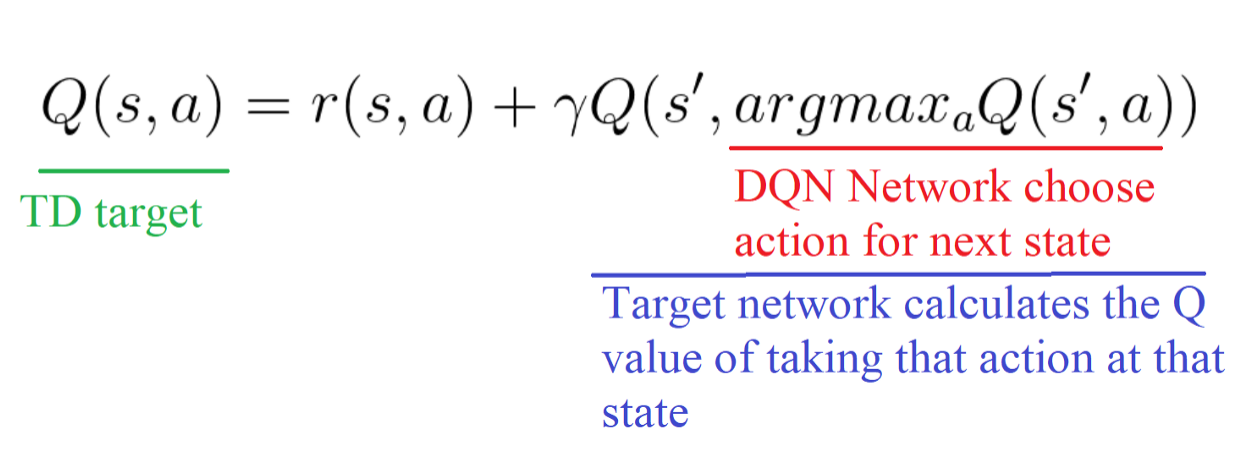 Q(s, a) = r(s, a) + γQ(s′, argmaxₐQ(s′, a))
TD target
DQN Network choose
action for next state
Target network calculates the Q
value of taking that action at that
state